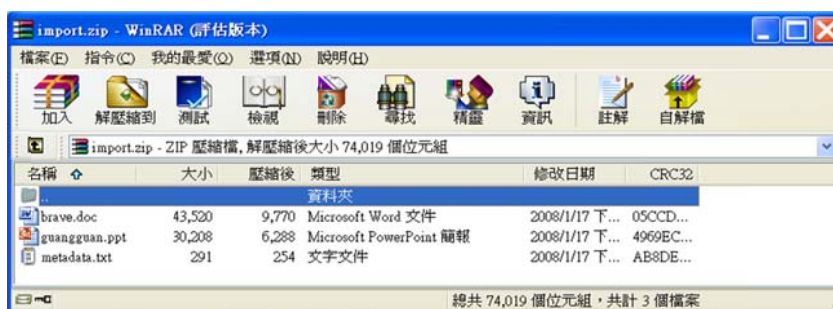 import.zip - WinRAR (評估版本)
檔案(F) 指令(C) 我的最愛(O) 選項(N) 說明(H)
加入 解壓縮到 測試 檢視 刪除 尋找 精靈 資訊 註解 自解檔
import.zip - ZIP 壓縮檔, 解壓縮後大小 74,019 個位元組
名稱 大小 壓縮後 類型 修改日期 CRC32
.. 資料夾
brave.doc 43,520 9,770 Microsoft Word 文件 2008/1/17 下... 05CCD...
guangguan.ppt 30,208 6,288 Microsoft PowerPoint 簡報 2008/1/17 下... 4969EC...
metadata.txt 291 254 文字文件 2008/1/17 下... AB8DE...
總共 74,019 個位元組，共計 3 個檔案